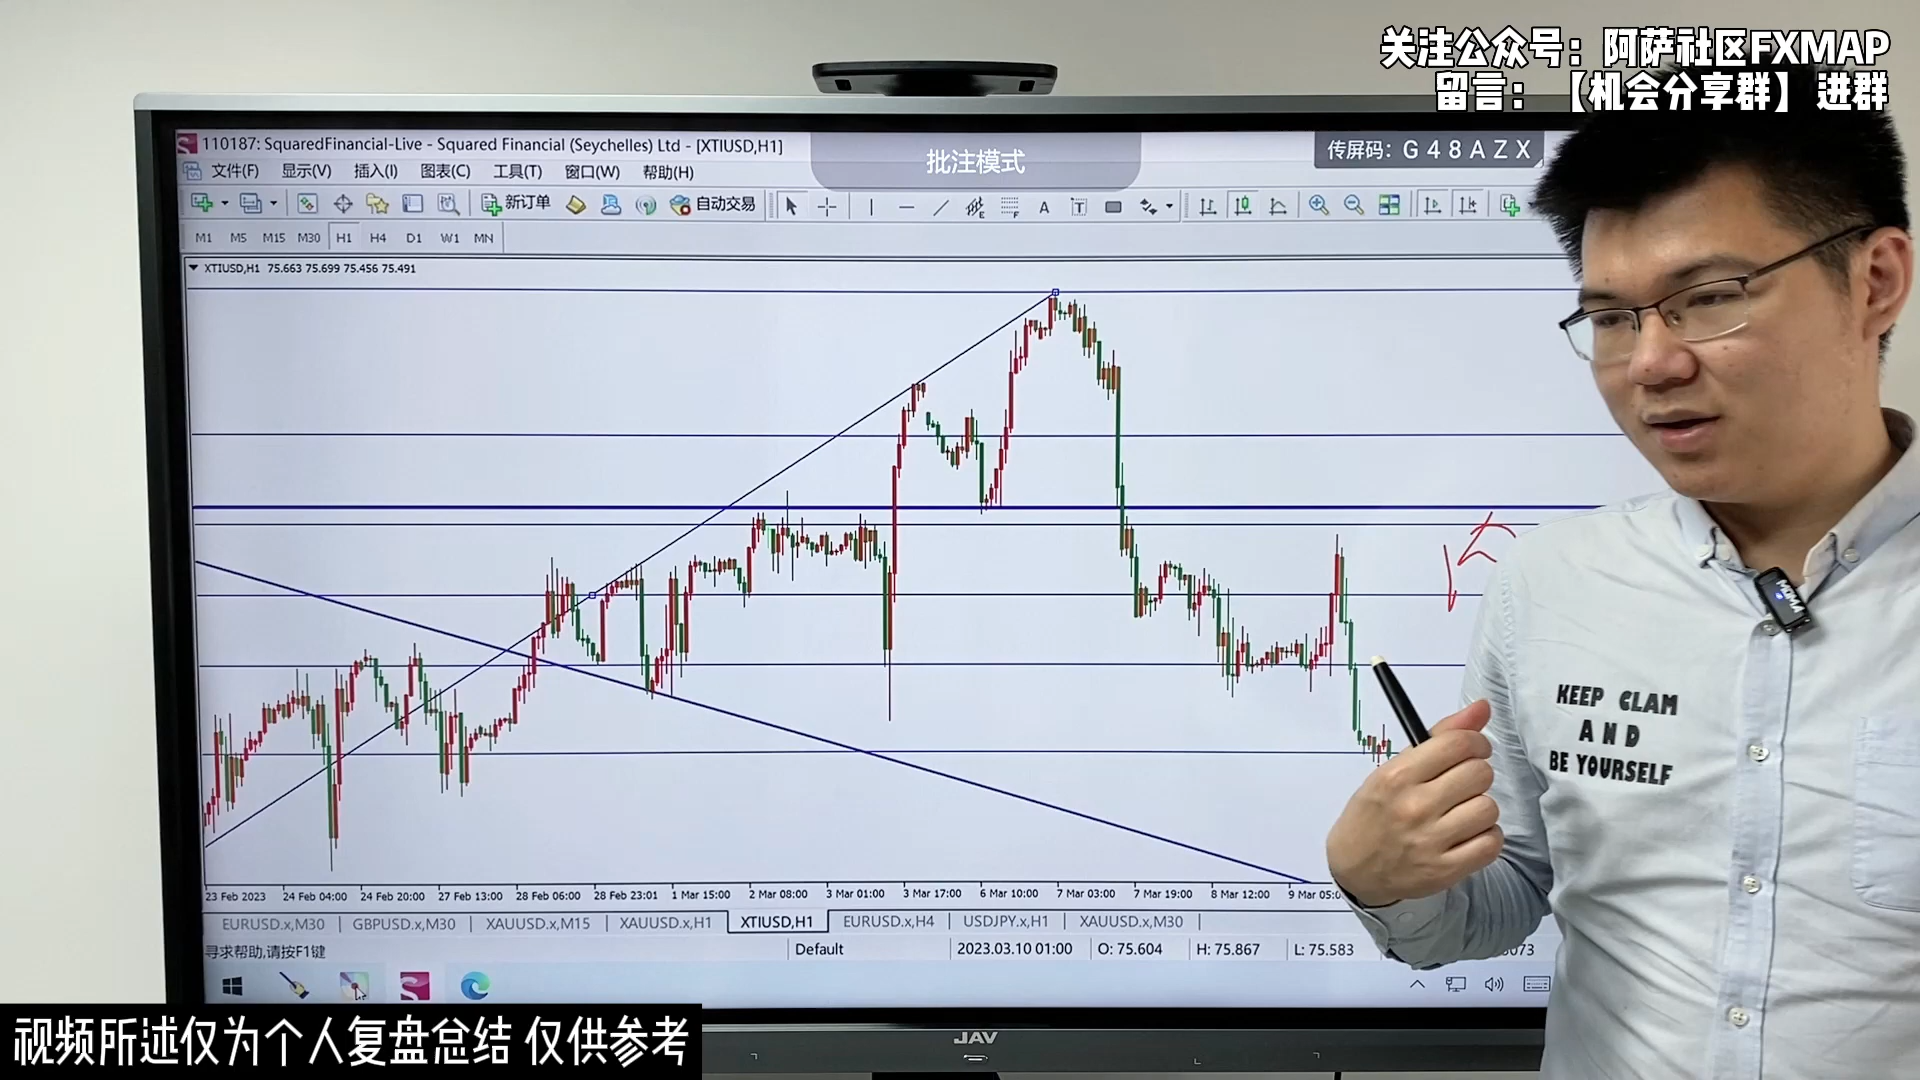 关注公众号：阿萨社区FXMAP
留言：【机会分享群】 进群
110187: SquaredFinancial-Live - Squared Financial (Seychelles) Ltd - [XTIUSD,H1]
批注模式
传屏码：G48AZX
文件(F) 显示(V) 插入(I) 图表(C) 工具(T) 窗口(W) 帮助(H)
新订单 自动交易
M1 M5 M15 M30 H1 H4 D1 W1 MN
XTIUSD,H1 75.663 75.699 75.456 75.491
MOMA
KEEP CLAM
AND
BE YOURSELF
23 Feb 2023 24 Feb 04:00 24 Feb 20:00 27 Feb 13:00 28 Feb 06:00 28 Feb 23:01 1 Mar 15:00 2 Mar 08:00 3 Mar 01:00 3 Mar 17:00 6 Mar 10:00 7 Mar 03:00 7 Mar 19:00 8 Mar 12:00 9 Mar 05:0
EURUSD.x,M30 GBPUSD.x,M30 XAUUSD.x,M15 XAUUSD.x,H1 XTIUSD,H1 EURUSD.x,H4 USDJPY.x,H1 XAUUSD.x,M30
寻求帮助,请按F1键 Default 2023.03.10 01:00 O: 75.604 H: 75.867 L: 75.583
JAV
视频所述仅为个人复盘总结 仅供参考